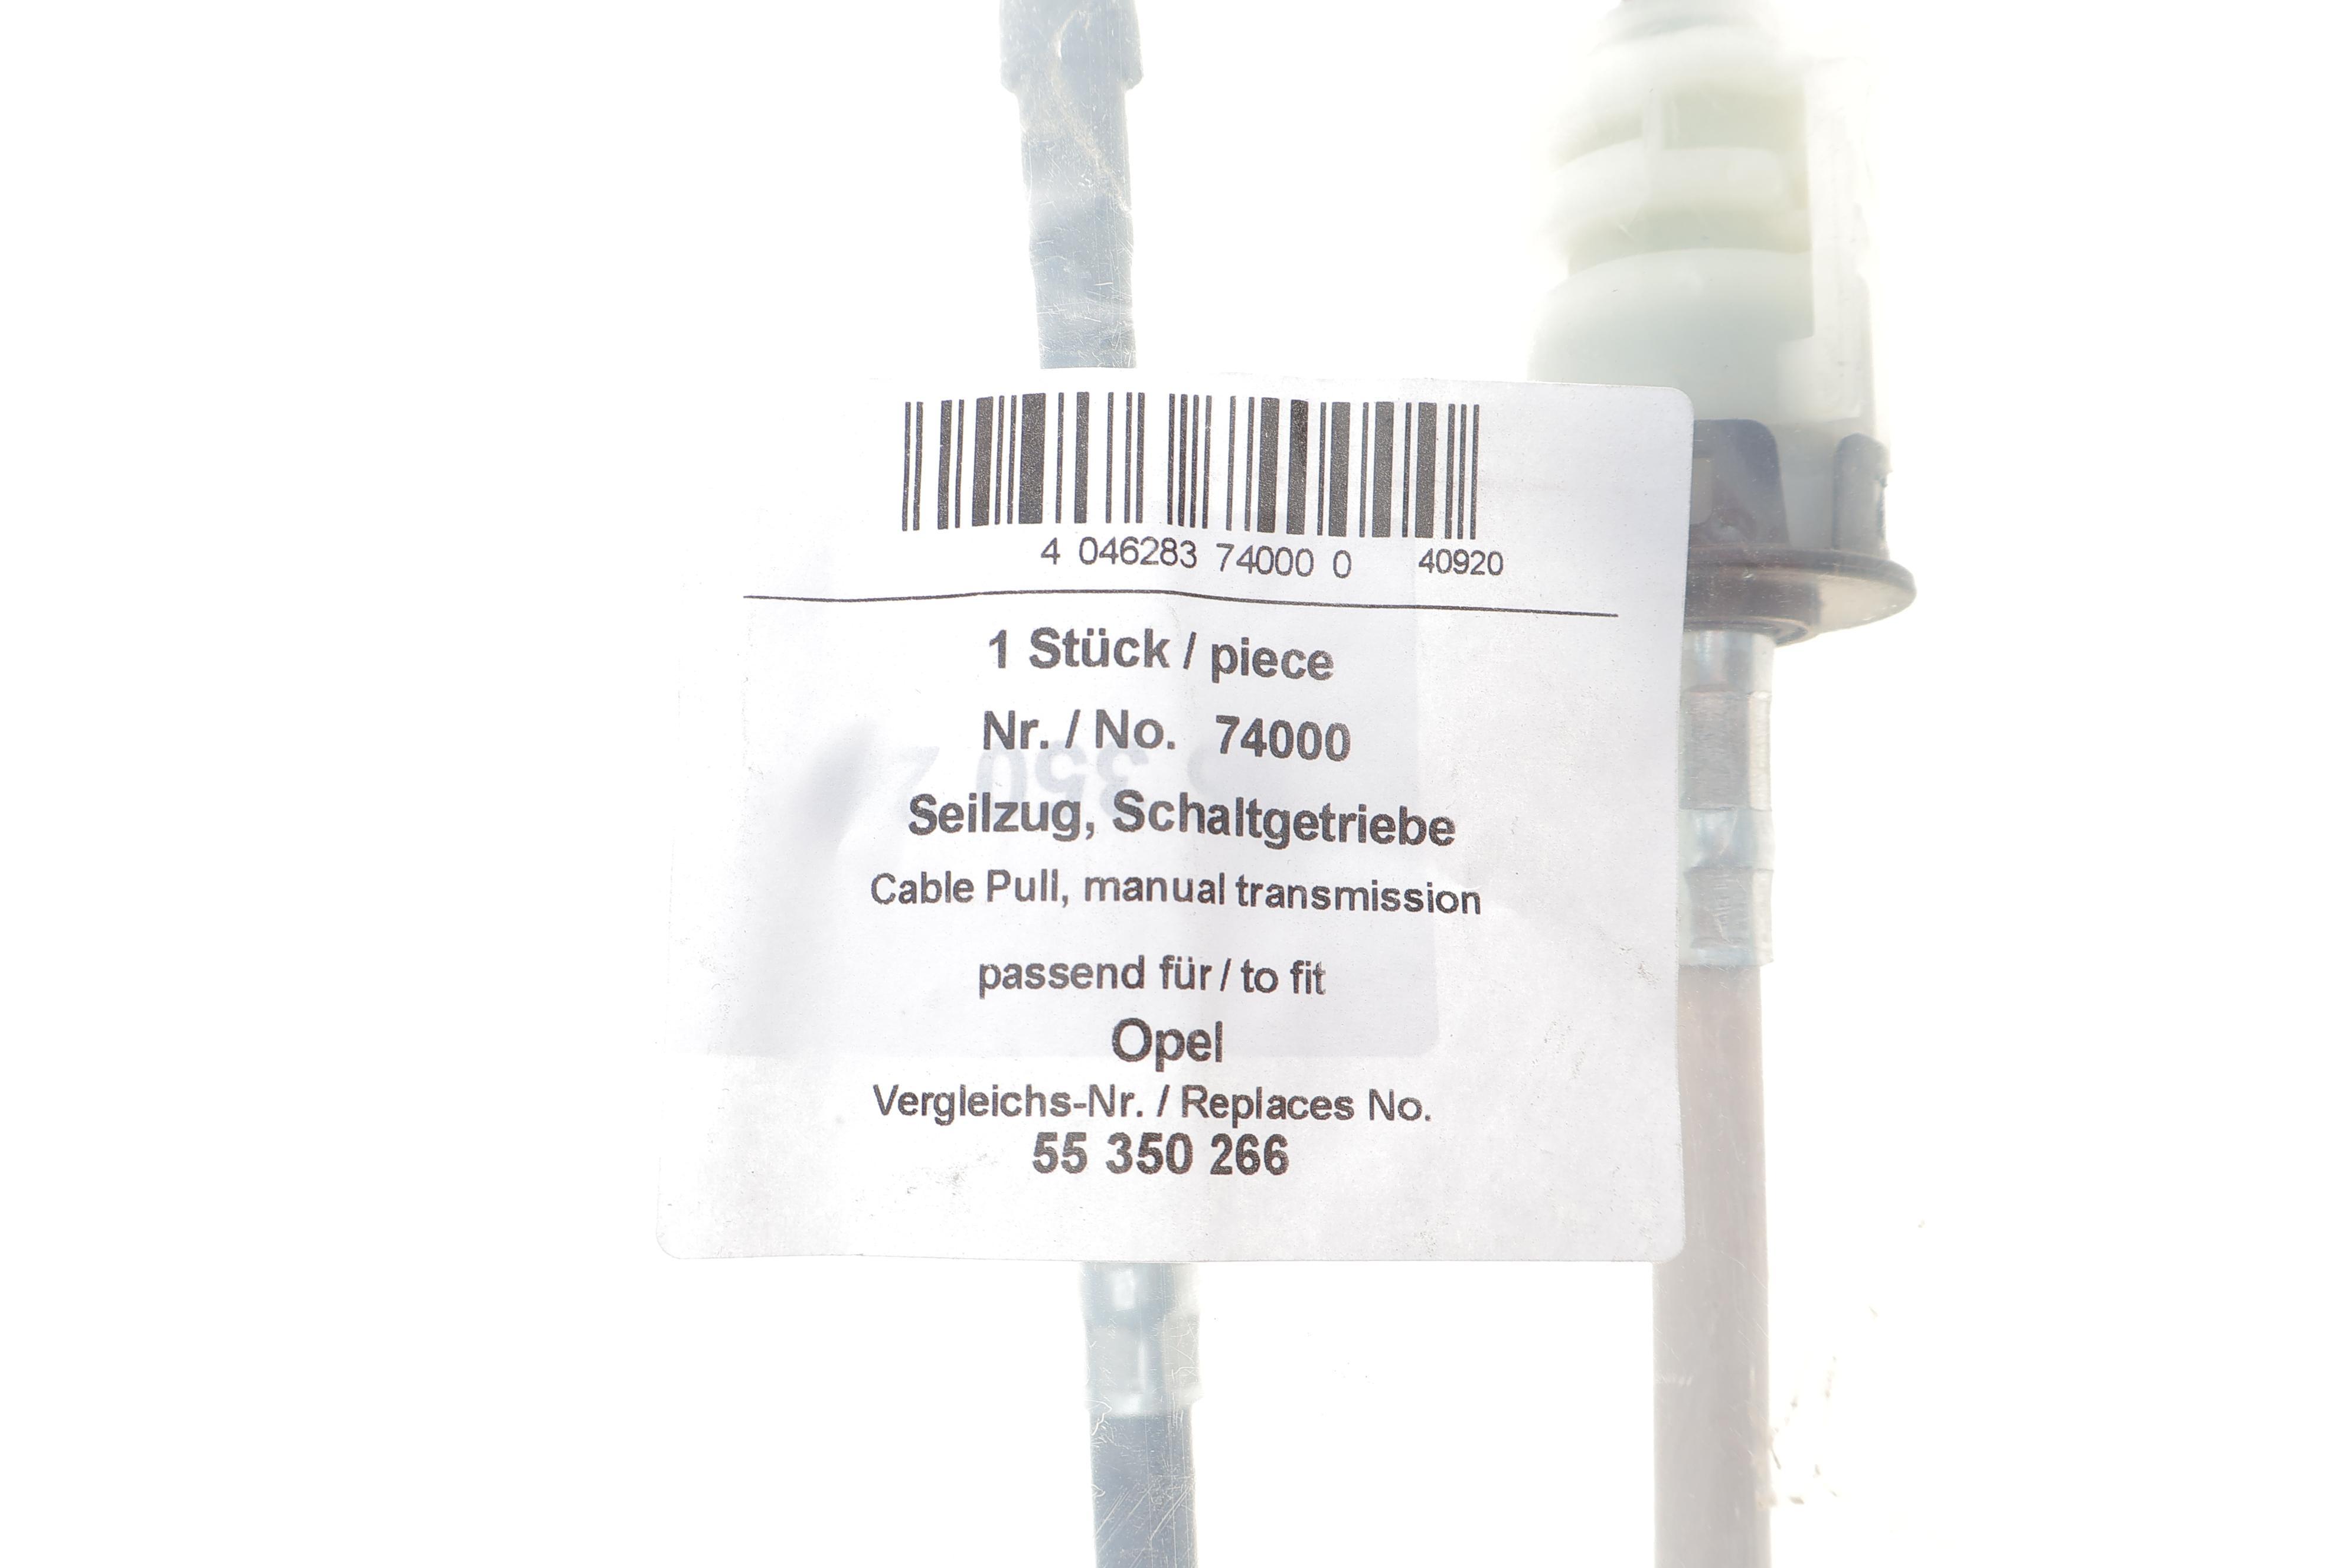 4 046283 74000 0 40920
1 Stück / piece
Nr. / No. 74000
Seilzug, Schaltgetriebe
Cable Pull, manual transmission
passend für / to fit
Opel
Vergleichs-Nr. / Replaces No.
55 350 266